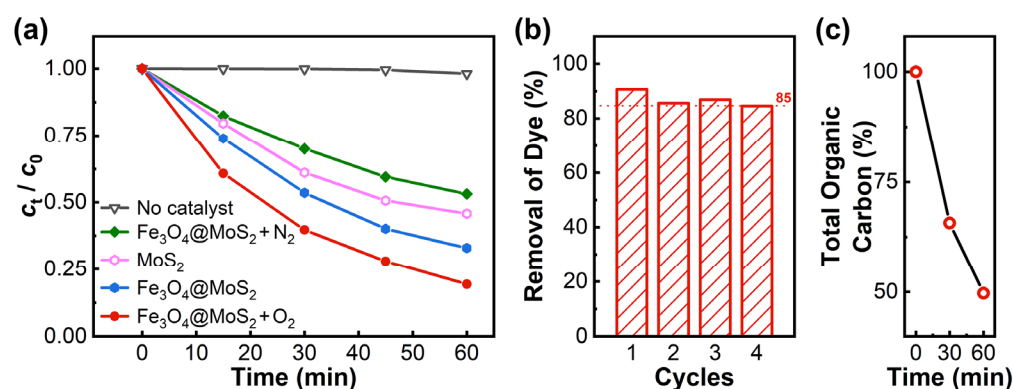 (a)
c_t / c_0
1.00
0.75
0.50
0.25
0.00
No catalyst
Fe₃O₄@MoS₂ + N₂
MoS₂
Fe₃O₄@MoS₂
Fe₃O₄@MoS₂ + O₂
0 10 20 30 40 50 60
Time (min)
(b)
Removal of Dye (%)
100
80
60
40
20
0
85
1 2 3 4
Cycles
(c)
Total Organic
Carbon (%)
100
75
50
0 30 60
Time (min)